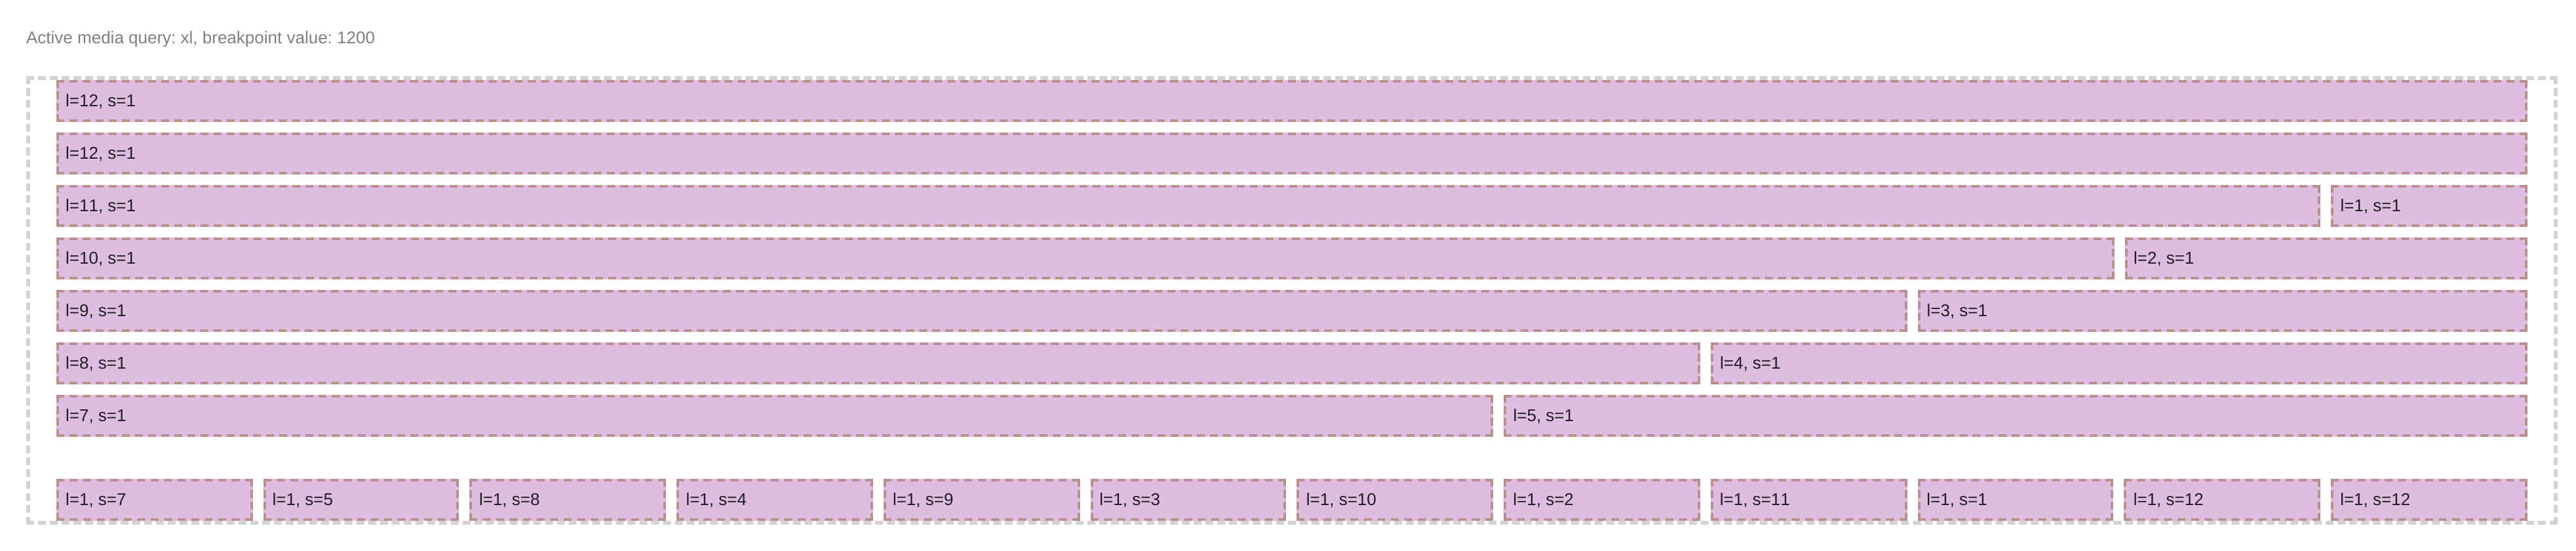 Active media query: xl, breakpoint value: 1200
l=12, s=1
l=12, s=1
l=11, s=1 l=1, s=1
l=10, s=1 l=2, s=1
l=9, s=1 l=3, s=1
l=8, s=1 l=4, s=1
l=7, s=1 l=5, s=1
l=1, s=7 l=1, s=5 l=1, s=8 l=1, s=4 l=1, s=9 l=1, s=3 l=1, s=10 l=1, s=2 l=1, s=11 l=1, s=1 l=1, s=12 l=1, s=12